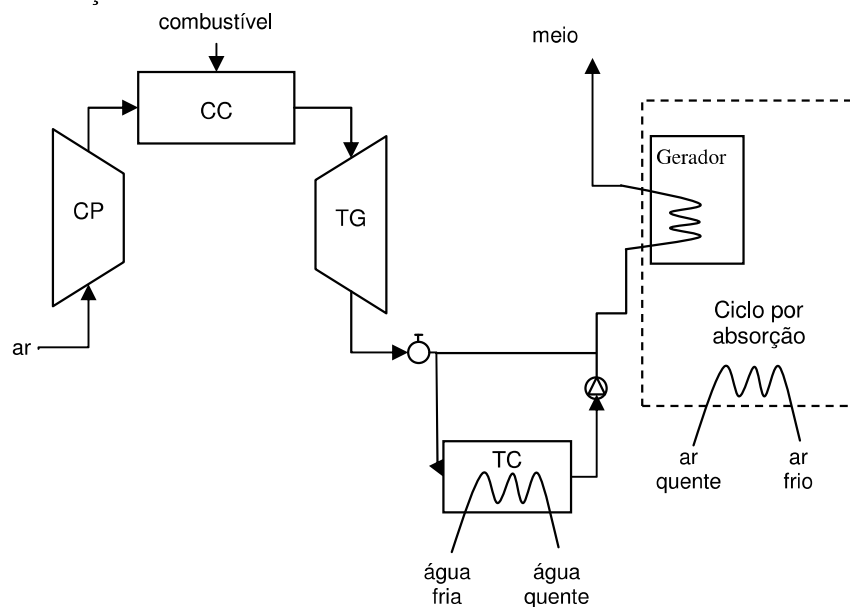 combustível
meio
CC
Gerador
CP
TG
Ciclo por
absorção
ar
TC
ar
quente
ar
frio
água
fria
água
quente